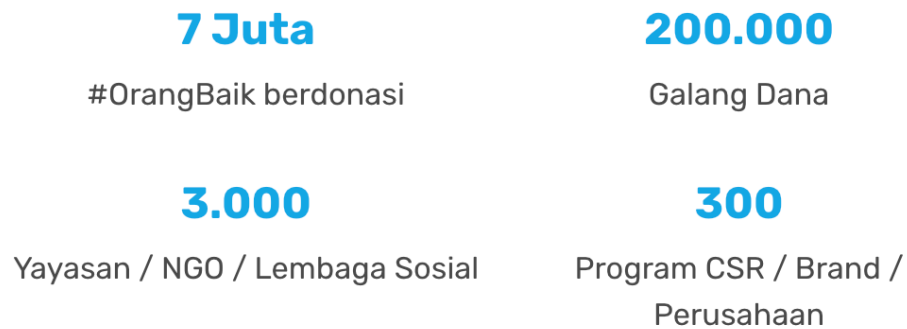 7 Juta
#OrangBaik berdonasi
200.000
Galang Dana
3.000
Yayasan / NGO / Lembaga Sosial
300
Program CSR / Brand /
Perusahaan